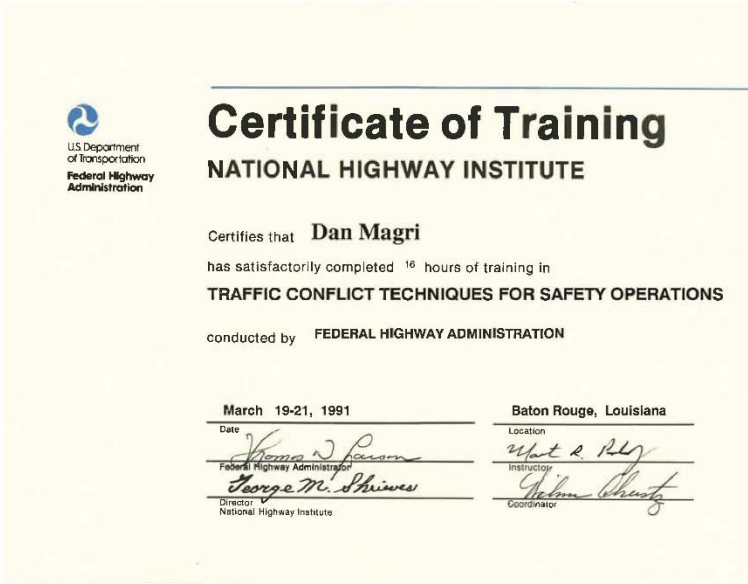 U.S. Department
of Transportation
Federal Highway
Administration
Certificate of Training
NATIONAL HIGHWAY INSTITUTE
Certifies that Dan Magri
has satisfactorily completed 16 hours of training in
TRAFFIC CONFLICT TECHNIQUES FOR SAFETY OPERATIONS
conducted by FEDERAL HIGHWAY ADMINISTRATION
March 19-21, 1991
Date
Thomas D Larson
Federal Highway Administrator
George M. Shrieves
Director
National Highway Institute
Baton Rouge, Louisiana
Location
R.
Instructor
Coordinator